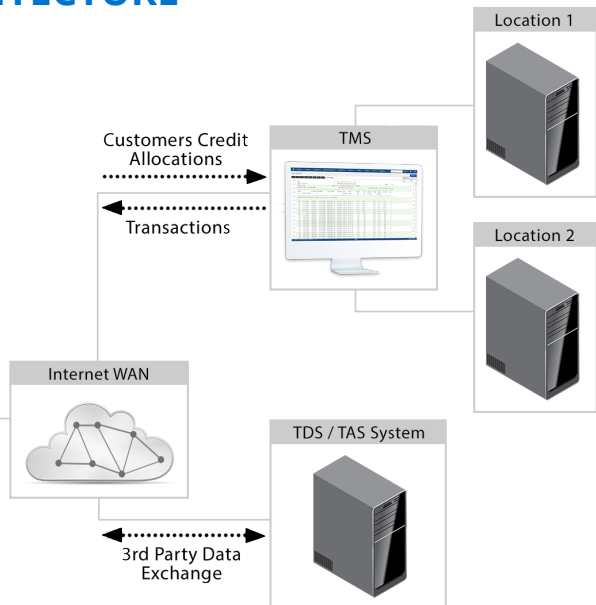 Location 1
TMS
Customers Credit
Allocations
Transactions
Location 2
Internet WAN
TDS / TAS System
3rd Party Data
Exchange